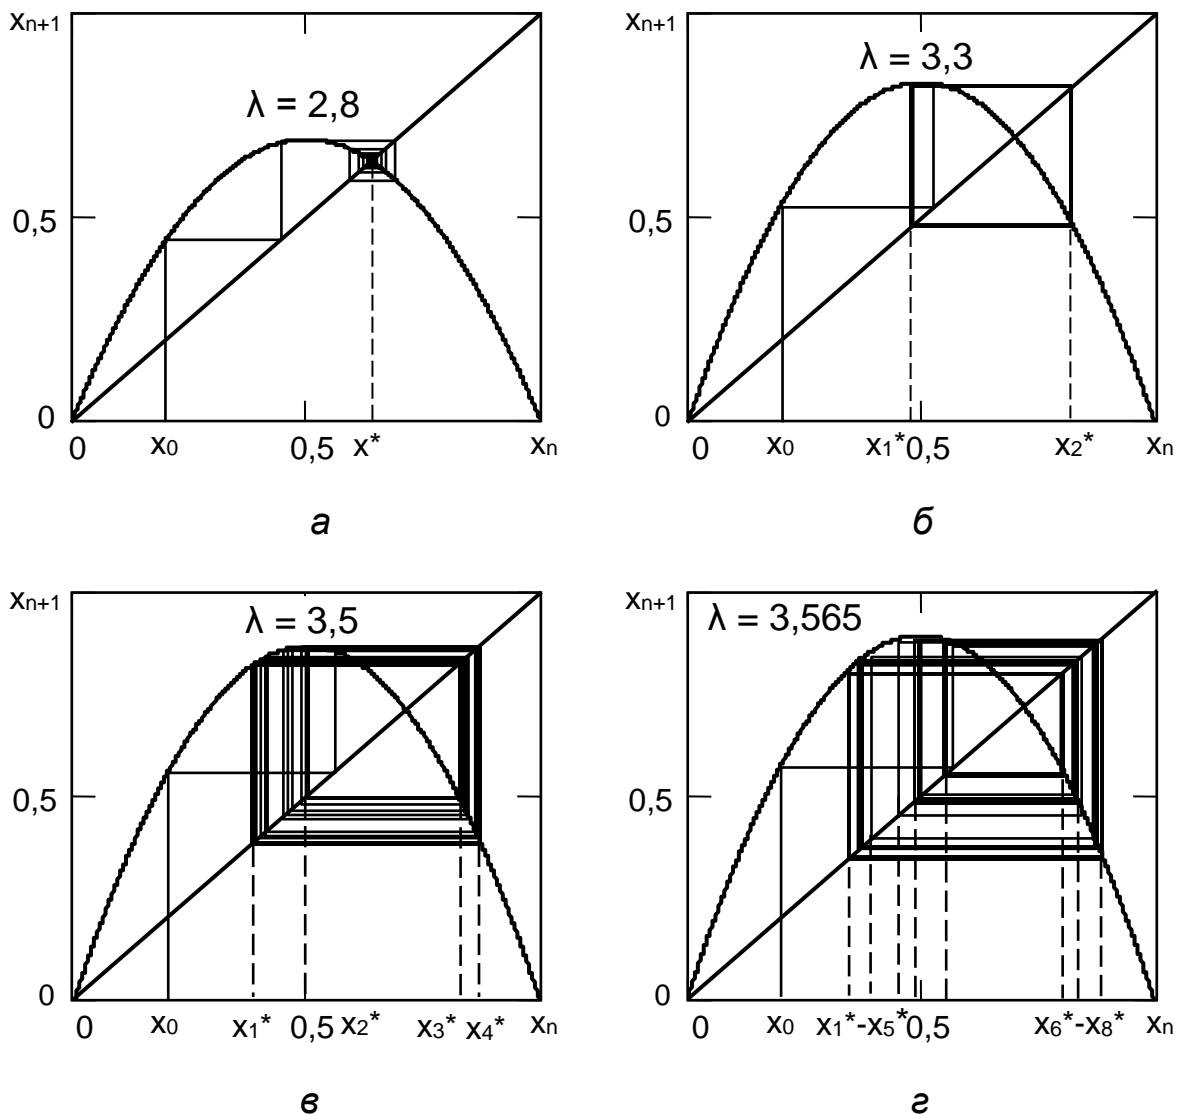 xn+1
λ = 2,8
0,5
0
0 x0 0,5 x* xn
а
xn+1
λ = 3,3
0,5
0
0 x0 x1* 0,5 x2* xn
б
xn+1
λ = 3,5
0,5
0
0 x0 x1* 0,5 x2* x3* x4* xn
в
xn+1
λ = 3,565
0,5
0
0 x0 x1*-x5* 0,5 x6*-x8* xn
г